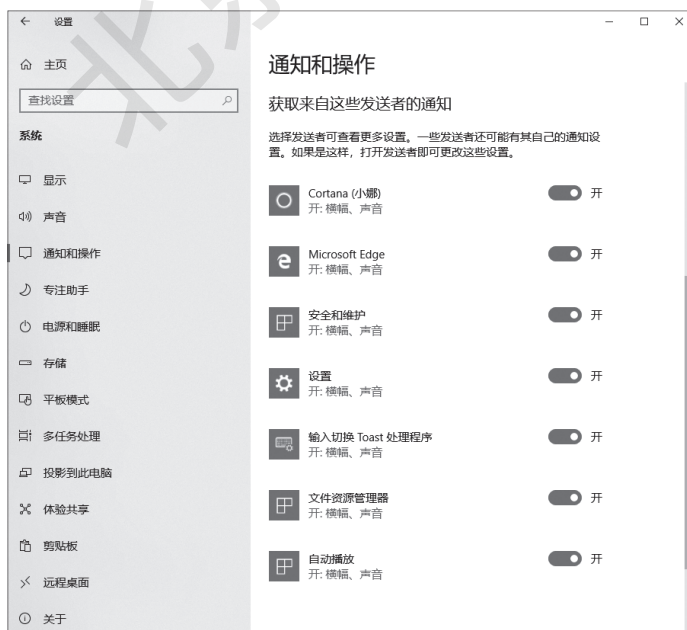 设置
主页
查找设置
系统
显示
声音
通知和操作
专注助手
电源和睡眠
存储
平板模式
多任务处理
投影到此电脑
体验共享
剪贴板
远程桌面
关于
通知和操作
获取来自这些发送者的通知
选择发送者可查看更多设置。一些发送者还可能有其自己的通知设
置。如果是这样，打开发送者即可更改这些设置。
Cortana (小娜)
开: 横幅、声音
开
Microsoft Edge
开: 横幅、声音
开
安全和维护
开: 横幅、声音
开
设置
开: 横幅、声音
开
输入切换 Toast 处理程序
开: 横幅、声音
开
文件资源管理器
开: 横幅、声音
开
自动播放
开: 横幅、声音
开